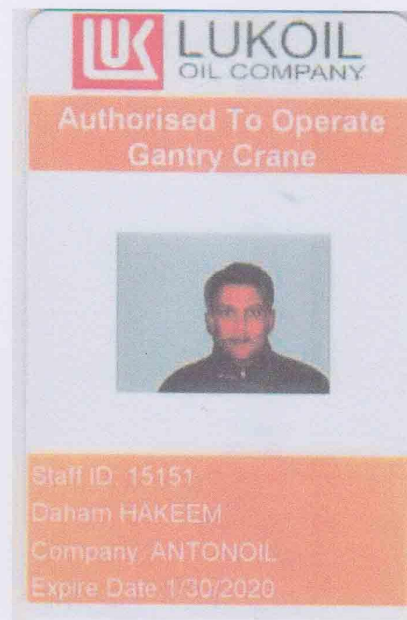 LUK LUKOIL
OIL COMPANY
Authorised To Operate
Gantry Crane
Staff ID: 15151
Daham HAKEEM
Company: ANTONOIL
Expire Date:1/30/2020